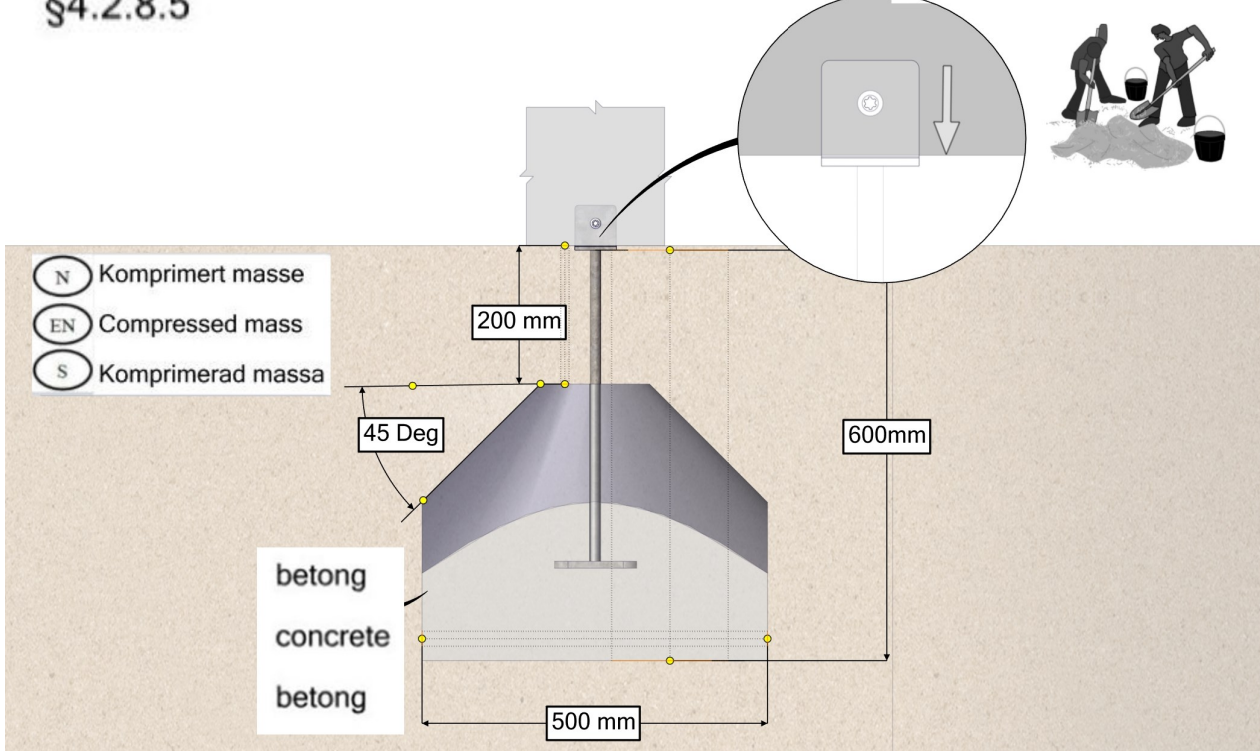 §4.2.8.5
N Komprimert masse
EN Compressed mass
S Komprimerad massa
200 mm
45 Deg
600mm
betong
concrete
betong
500 mm